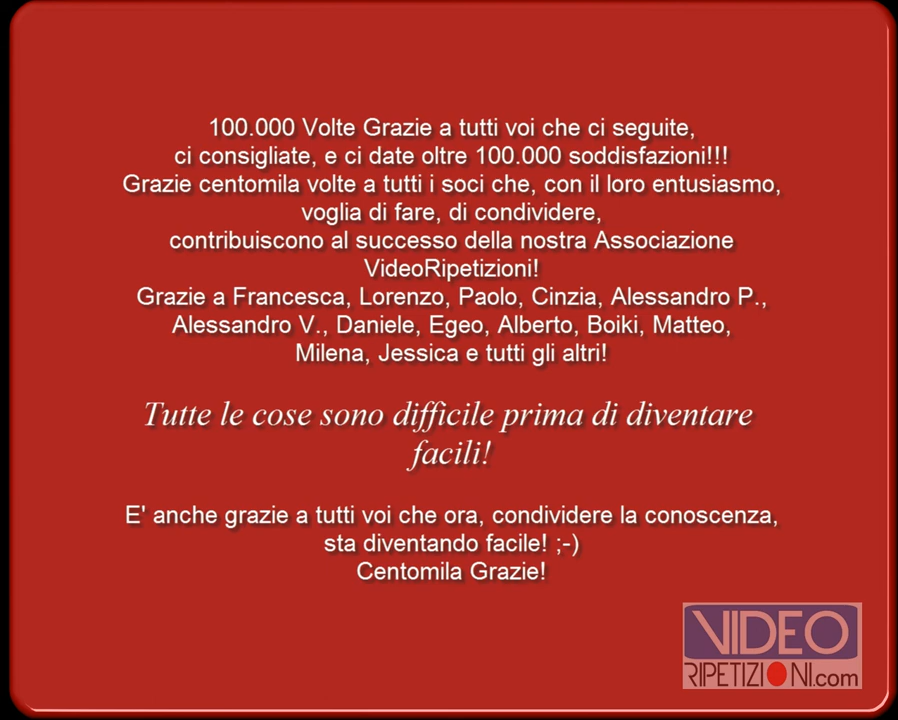 100.000 Volte Grazie a tutti voi che ci seguite,
ci consigliate, e ci date oltre 100.000 soddisfazioni!!!
Grazie centomila volte a tutti i soci che, con il loro entusiasmo,
voglia di fare, di condividere,
contribuiscono al successo della nostra Associazione
VideoRipetizioni!
Grazie a Francesca, Lorenzo, Paolo, Cinzia, Alessandro P.,
Alessandro V., Daniele, Egeo, Alberto, Boiki, Matteo,
Milena, Jessica e tutti gli altri!
Tutte le cose sono difficile prima di diventare
facili!
E' anche grazie a tutti voi che ora, condividere la conoscenza,
sta diventando facile! ;-)
Centomila Grazie!
VIDEO
RIPETIZIONI.com